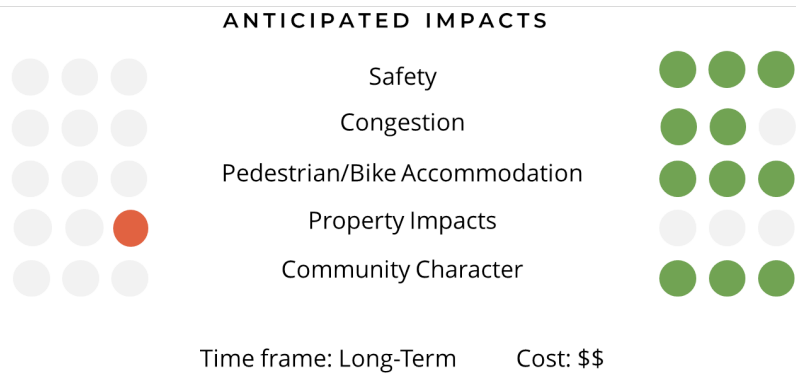 ANTICIPATED IMPACTS
Safety
Congestion
Pedestrian/Bike Accommodation
Property Impacts
Community Character
Time frame: Long-Term Cost: $$